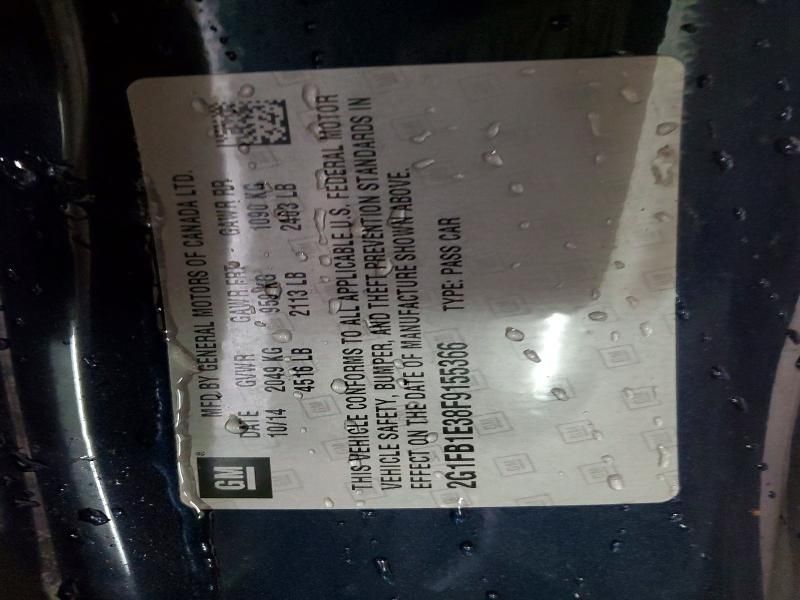 GM
MFD BY GENERAL MOTORS OF CANADA LTD.
DATE GVWR GAWR FRT GAWR RR
10/14 2049 KG 959 KG 1090 KG
4516 LB 2113 LB 2403 LB
THIS VEHICLE CONFORMS TO ALL APPLICABLE U.S. FEDERAL MOTOR
VEHICLE SAFETY, BUMPER, AND THEFT PREVENTION STANDARDS IN
EFFECT ON THE DATE OF MANUFACTURE SHOWN ABOVE.
2G1FB1E38F9155366 TYPE: PASS CAR